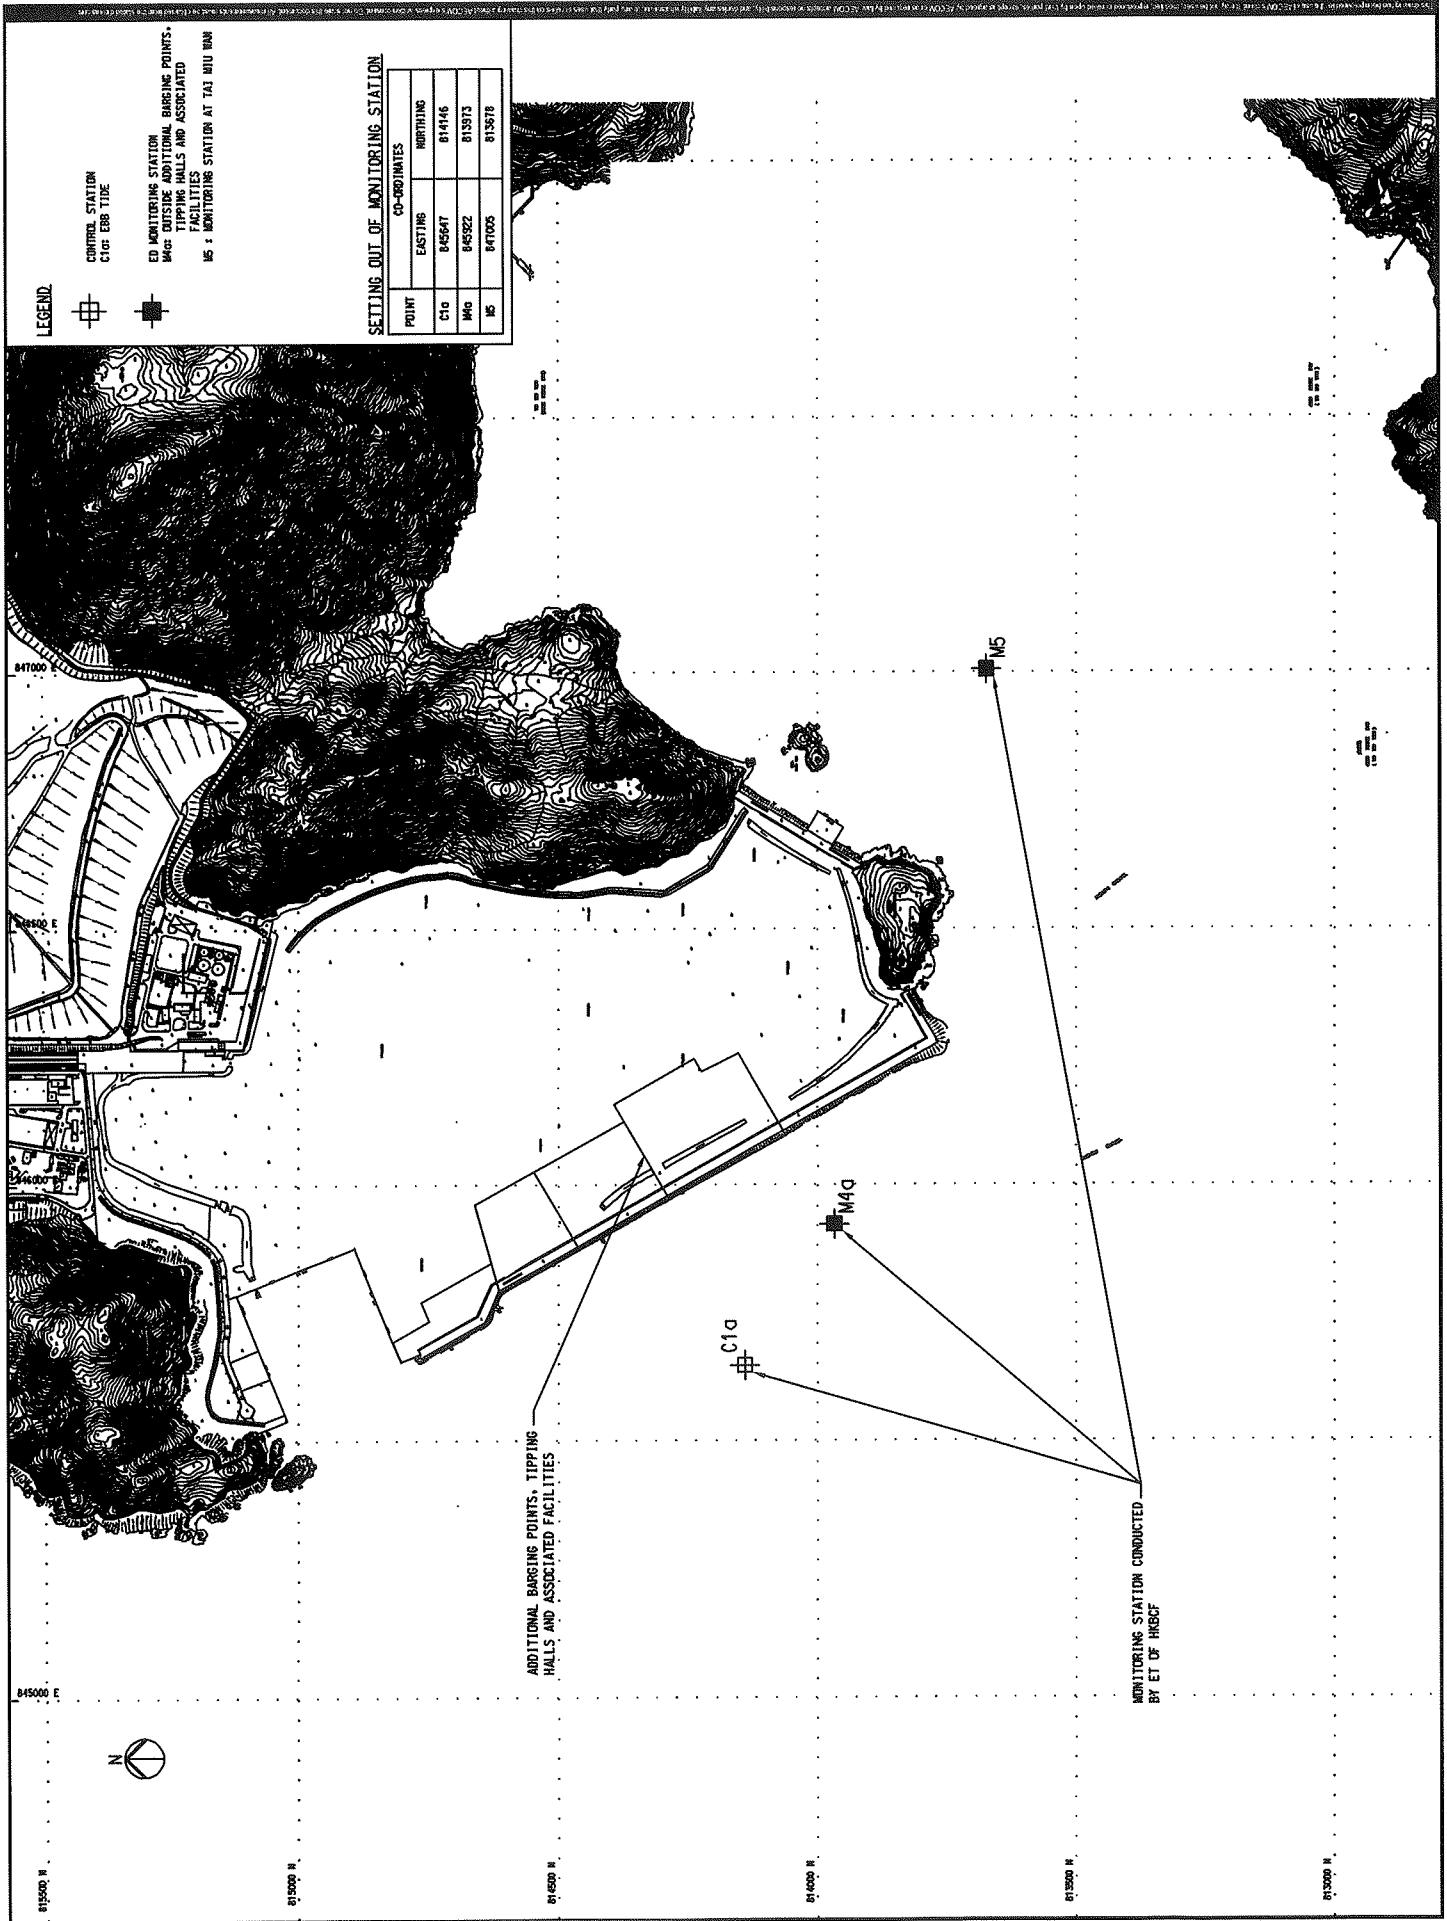 LEGEND
CONTROL STATION
C1a: EBB TIDE
ED MONITORING STATION
M4a: OUTSIDE ADDITIONAL BARGING POINTS,
TIPPING HALLS AND ASSOCIATED
FACILITIES
M5 : MONITORING STATION AT TAI MIU WAN
SETTING OUT OF MONITORING STATION
POINT
CO-ORDINATES
EASTING NORTHING
C1a 845647 814146
M4a 845922 813973
M5 847005 813678
N
845000 E
846000 E
846500 E
847000 E
815500 N
815000 N
814500 N
814000 N
813500 N
813000 N
C1a
M4a
M5
ADDITIONAL BARGING POINTS, TIPPING
HALLS AND ASSOCIATED FACILITIES
MONITORING STATION CONDUCTED
BY ET OF HKBCF